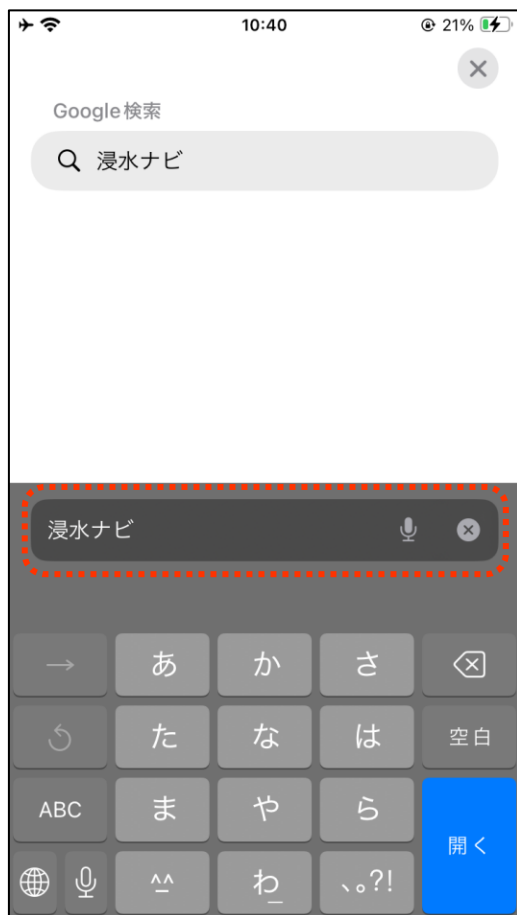 10:40
21%
Google検索
浸水ナビ
浸水ナビ
→ あ か さ
た な は 空白
ABC ま や ら
開く
^^ わ_ 、。?!